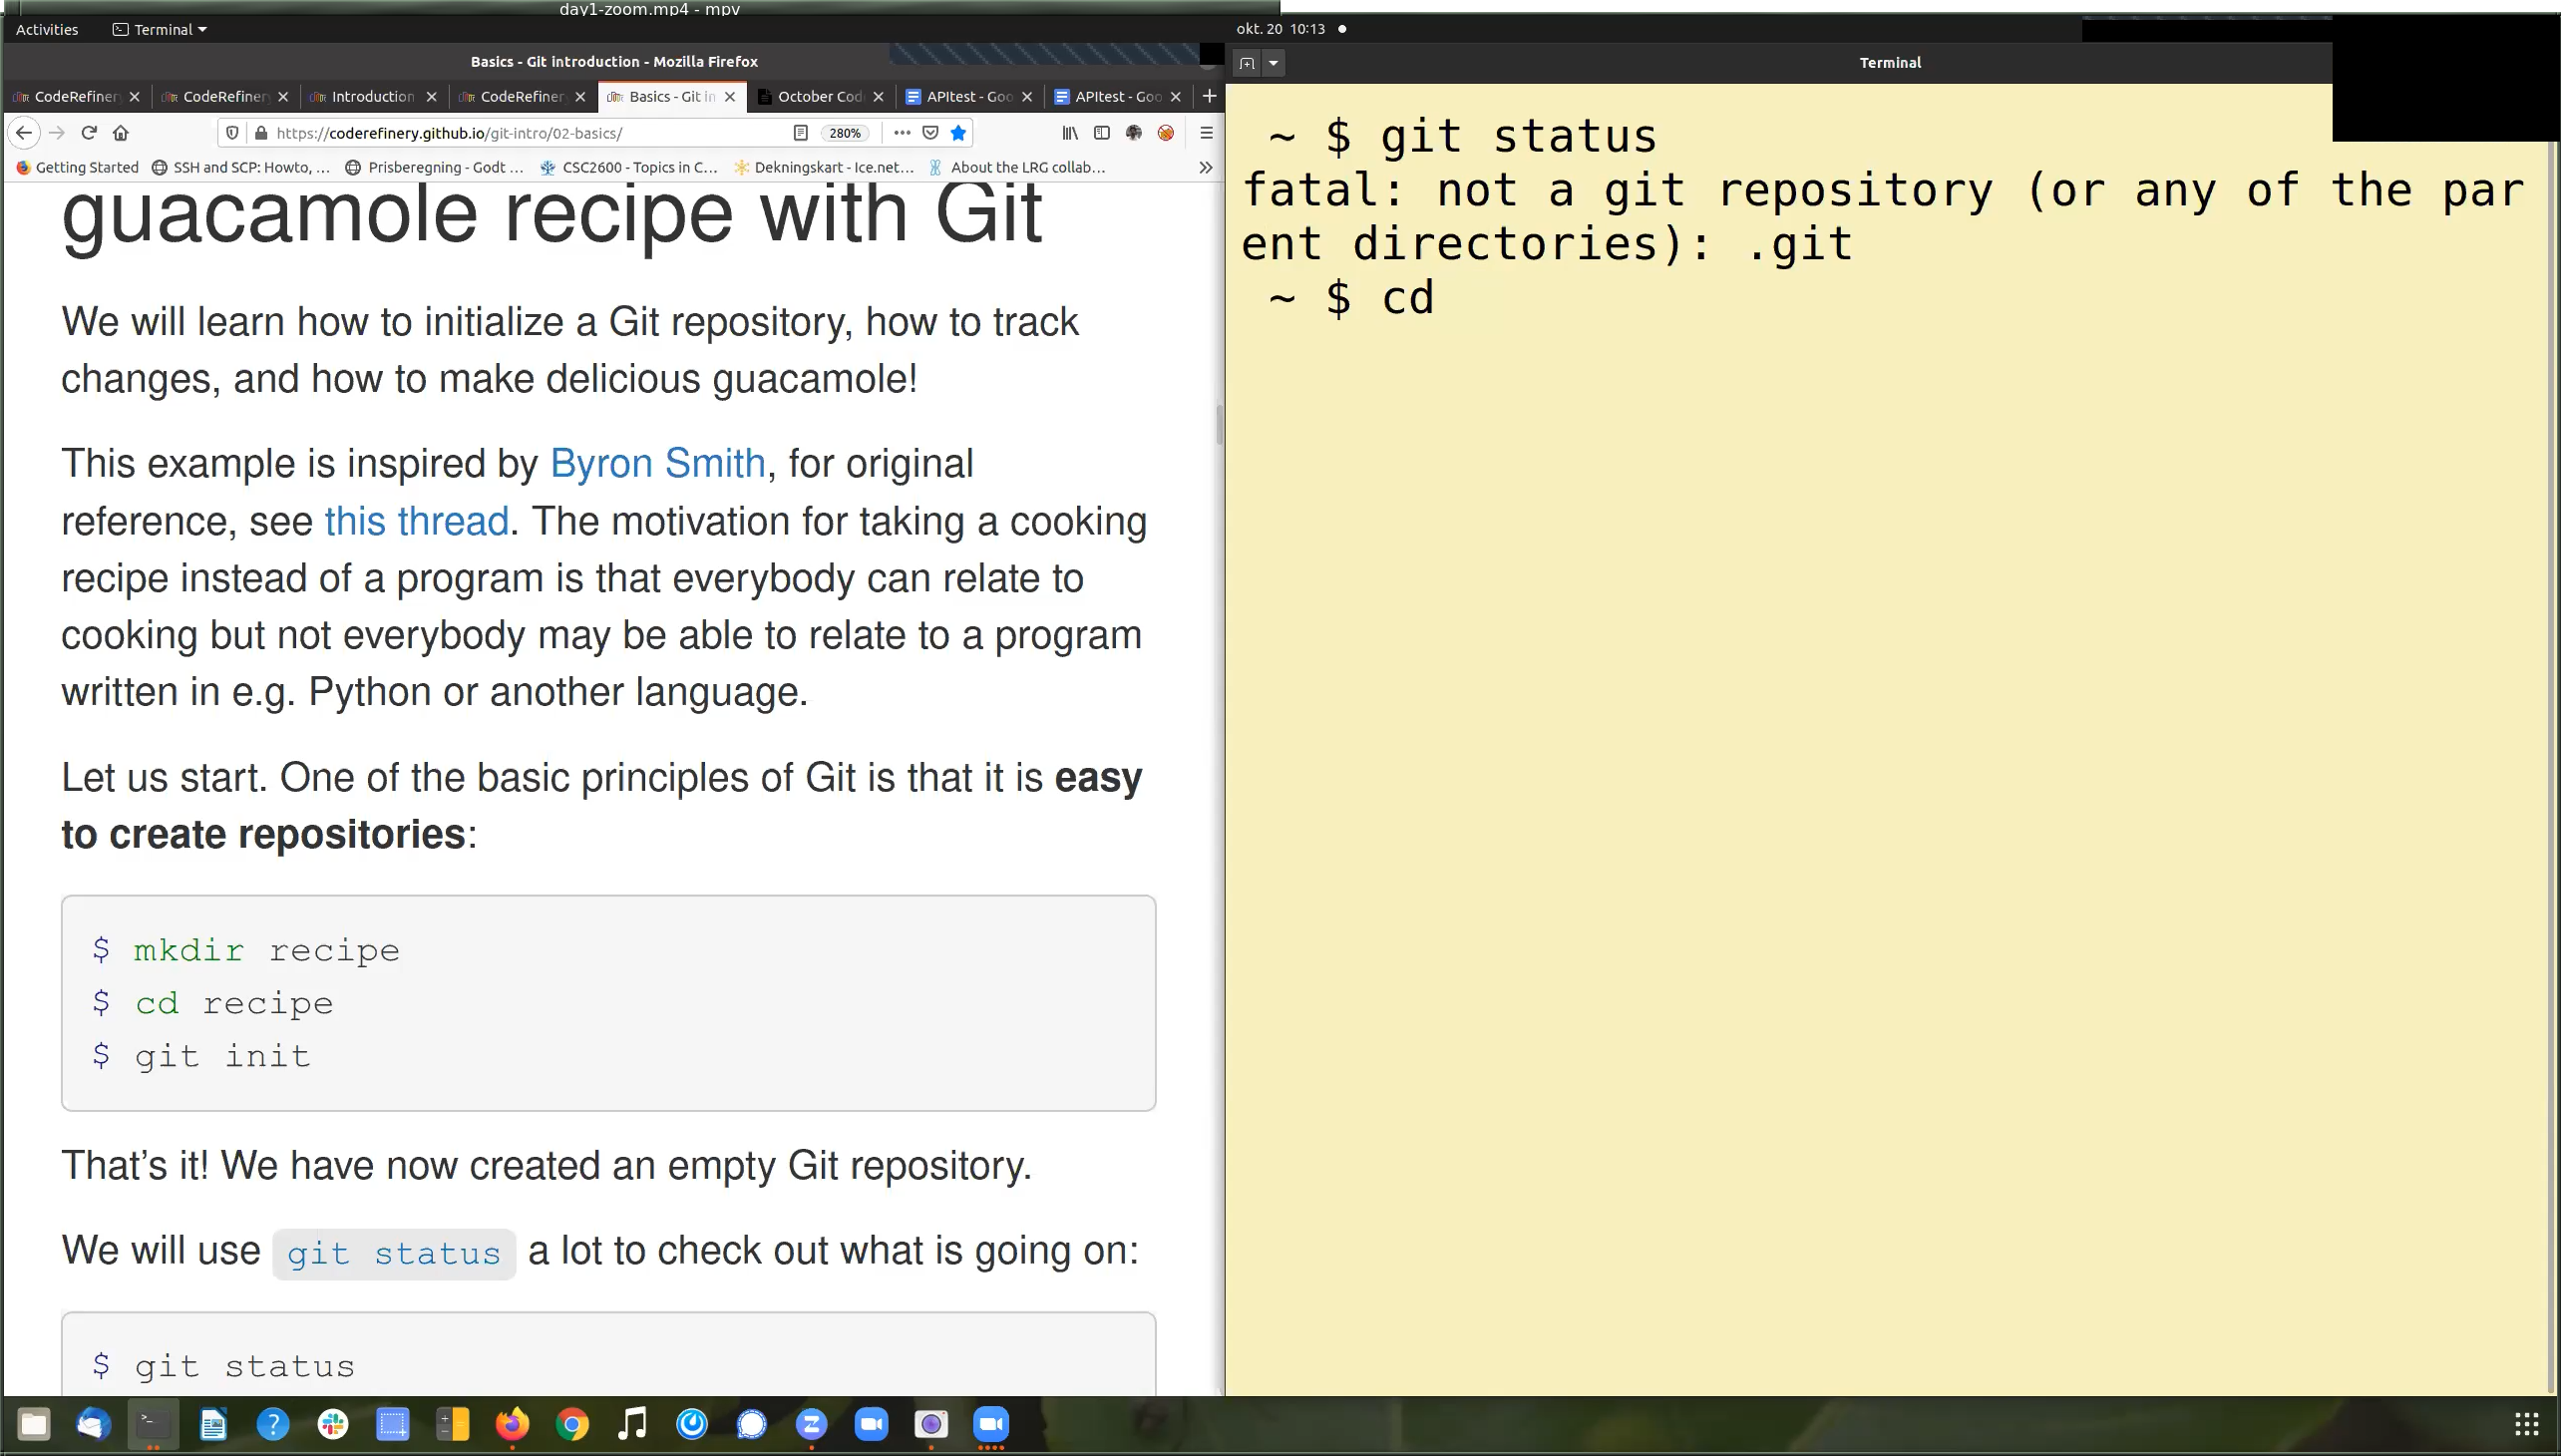 day1-zoom.mp4 - mpv
Activities Terminal okt. 20 10:13
Basics - Git introduction - Mozilla Firefox
Terminal
CodeRefiner CodeRefiner Introduction CodeRefiner Basics - Git in October Cod APItest - Goo APItest - Goo
https://coderefinery.github.io/git-intro/02-basics/ 280%
Getting Started SSH and SCP: Howto, ... Prisberegning - Godt ... CSC2600 - Topics in C... Dekningskart - Ice.net... About the LRG collab...
guacamole recipe with Git
We will learn how to initialize a Git repository, how to track
changes, and how to make delicious guacamole!
This example is inspired by Byron Smith, for original
reference, see this thread. The motivation for taking a cooking
recipe instead of a program is that everybody can relate to
cooking but not everybody may be able to relate to a program
written in e.g. Python or another language.
Let us start. One of the basic principles of Git is that it is easy
to create repositories:
$ mkdir recipe
$ cd recipe
$ git init
That’s it! We have now created an empty Git repository.
We will use git status a lot to check out what is going on:
$ git status
~ $ git status
fatal: not a git repository (or any of the par
ent directories): .git
~ $ cd